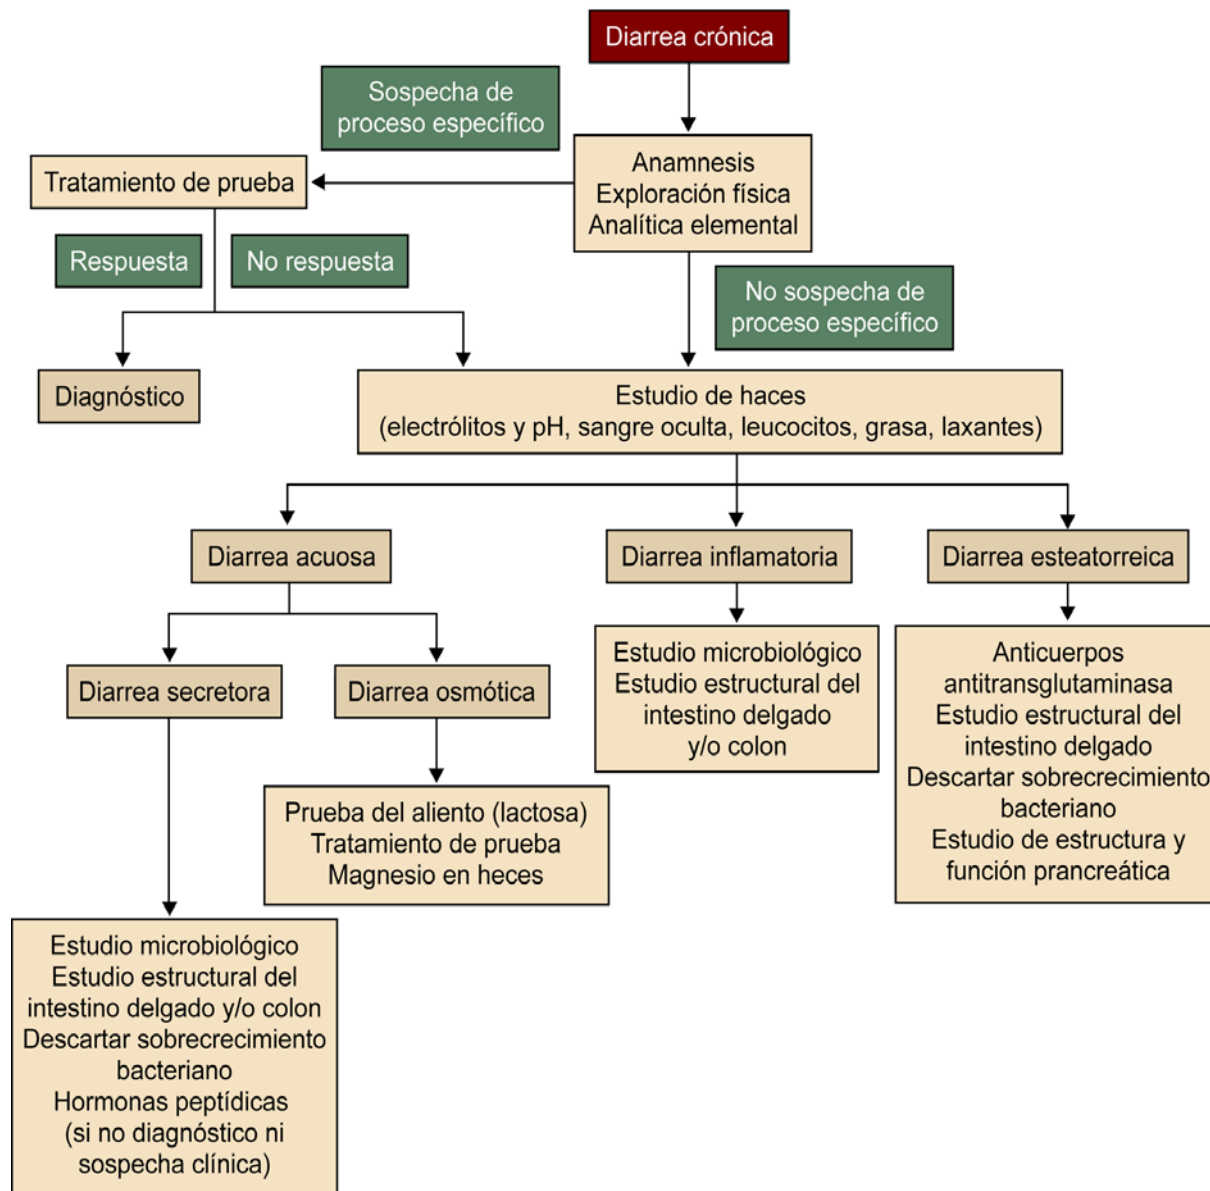 Diarrea crónica
Sospecha de
proceso específico
Anamnesis
Exploración física
Analítica elemental
Tratamiento de prueba
Respuesta
No respuesta
No sospecha de
proceso específico
Diagnóstico
Estudio de haces
(electrólitos y pH, sangre oculta, leucocitos, grasa, laxantes)
Diarrea acuosa
Diarrea inflamatoria
Diarrea esteatorreica
Diarrea secretora
Diarrea osmótica
Estudio microbiológico
Estudio estructural del
intestino delgado
y/o colon
Anticuerpos
antitransglutaminasa
Estudio estructural del
intestino delgado
Descartar sobrecrecimiento
bacteriano
Estudio de estructura y
función prancreática
Prueba del aliento (lactosa)
Tratamiento de prueba
Magnesio en heces
Estudio microbiológico
Estudio estructural del
intestino delgado y/o colon
Descartar sobrecrecimiento
bacteriano
Hormonas peptídicas
(si no diagnóstico ni
sospecha clínica)